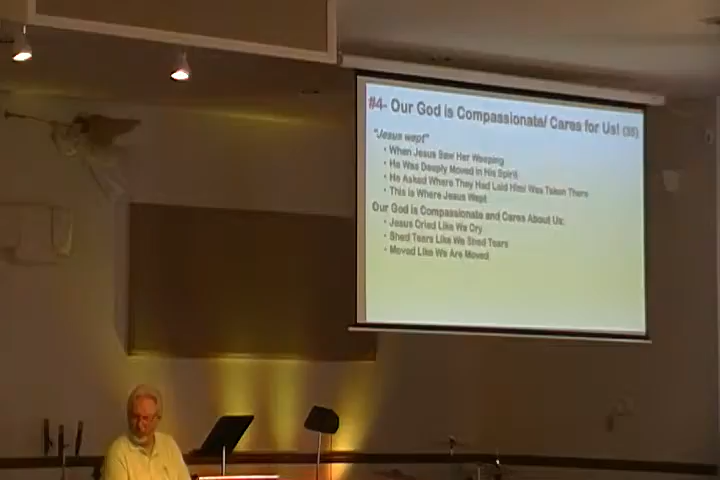 #4- Our God is Compassionate/ Cares for Us! (35)
"Jesus wept"
• When Jesus Saw Her Weeping
• He Was Deeply Moved in His Spirit
• He Asked Where They Had Laid Him/ Was Taken There
• This is Where Jesus Wept
Our God is Compassionate and Cares About Us:
• Jesus Cried Like We Cry
• Shed Tears Like We Shed Tears
• Moved Like We Are Moved